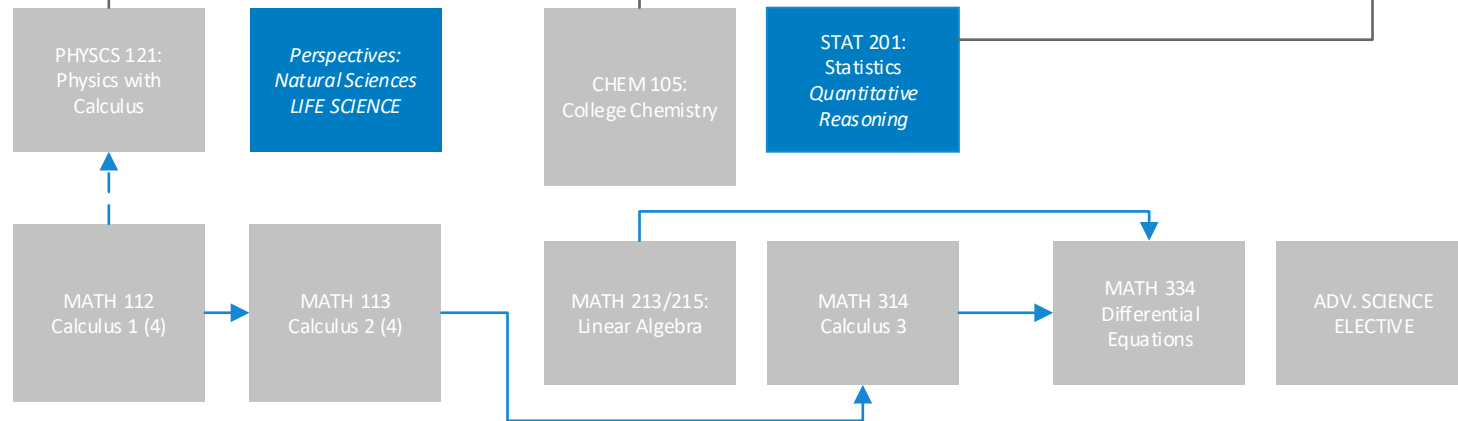 PHYSCS 121:
Physics with
Calculus
Perspectives:
Natural Sciences
LIFE SCIENCE
CHEM 105:
College Chemistry
STAT 201:
Statistics
Quantitative
Reasoning
MATH 112
Calculus 1 (4)
MATH 113
Calculus 2 (4)
MATH 213/215:
Linear Algebra
MATH 314
Calculus 3
MATH 334
Differential
Equations
ADV. SCIENCE
ELECTIVE